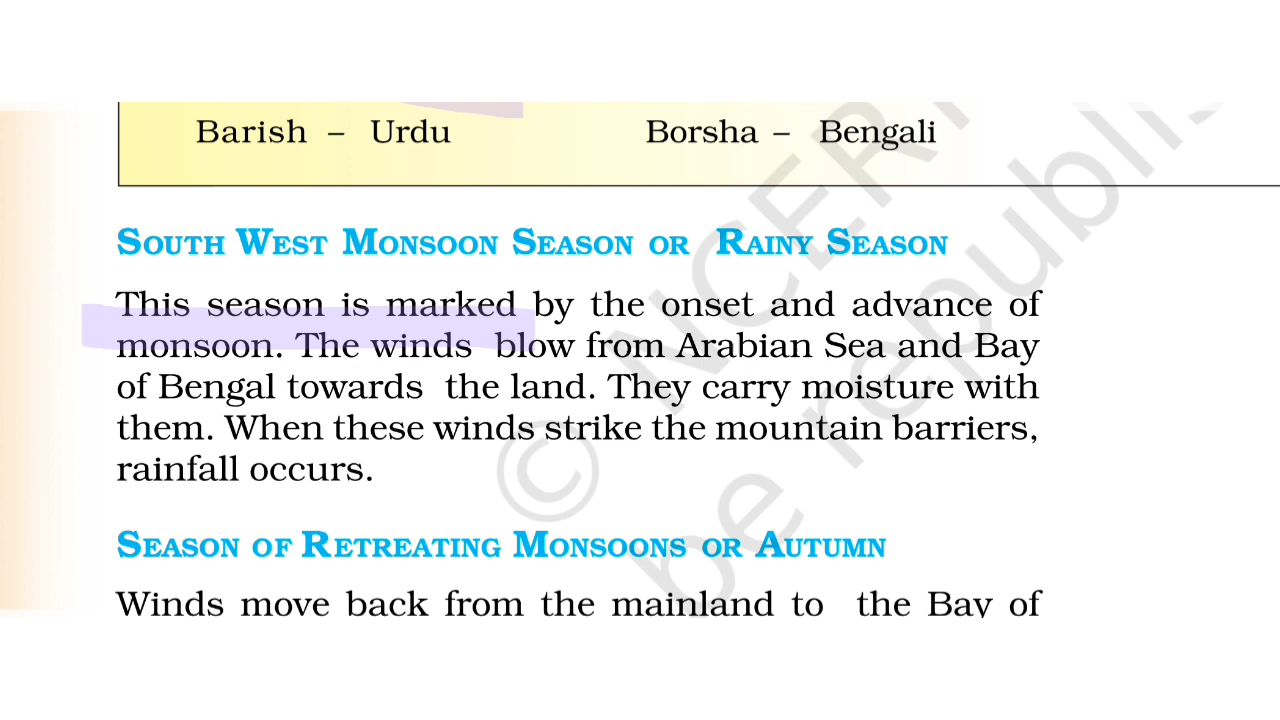 Barish – Urdu Borsha – Bengali
SOUTH WEST MONSOON SEASON OR RAINY SEASON
This season is marked by the onset and advance of
monsoon. The winds blow from Arabian Sea and Bay
of Bengal towards the land. They carry moisture with
them. When these winds strike the mountain barriers,
rainfall occurs.
SEASON OF RETREATING MONSOONS OR AUTUMN
Winds move back from the mainland to the Bay of
© NCERT
be republis